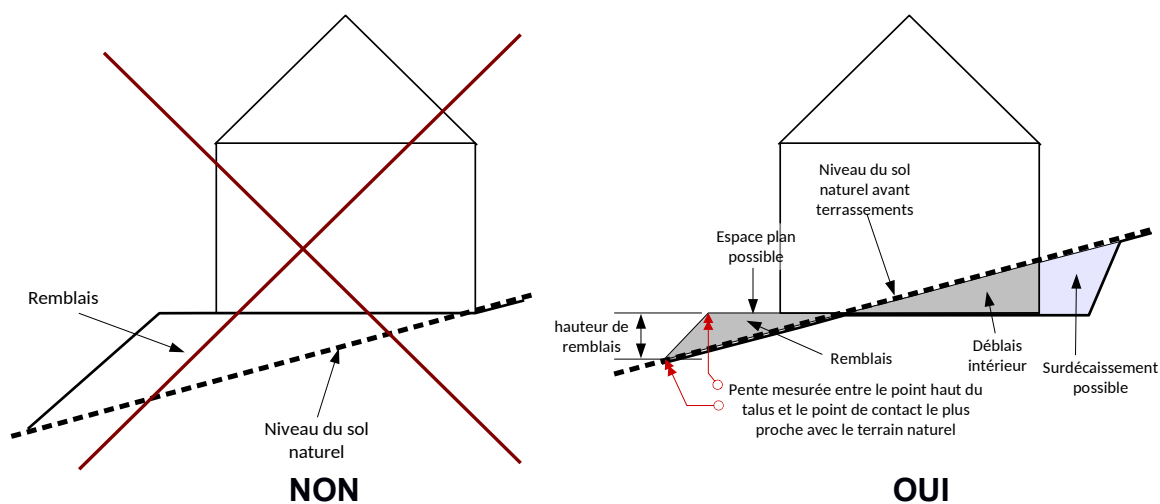 Remblais
Niveau du sol
naturel
NON
Niveau du sol
naturel avant
terrassements
Espace plan
possible
hauteur de
remblais
Remblais
Déblais
intérieur
Surdécaissement
possible
Pente mesurée entre le point haut du
talus et le point de contact le plus
proche avec le terrain naturel
OUI